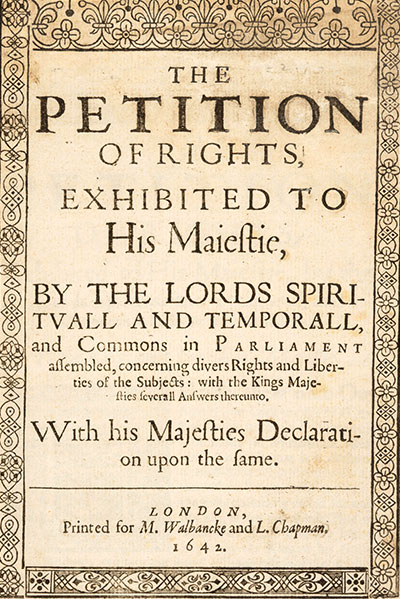 THE
PETITION
OF RIGHTS,
EXHIBITED TO
His Maieſtie,
BY THE LORDS SPIRI-
TVALL AND TEMPORALL,
and Commons in PARLIAMENT
aſſembled, concerning divers Rights and Liber-
ties of the Subjects: with the Kings Maje-
ſties ſeverall Anſwers thereunto.
With his Majeſties Declarati-
on upon the ſame.
LONDON,
Printed for M. Walbancke and L. Chapman,
1642.